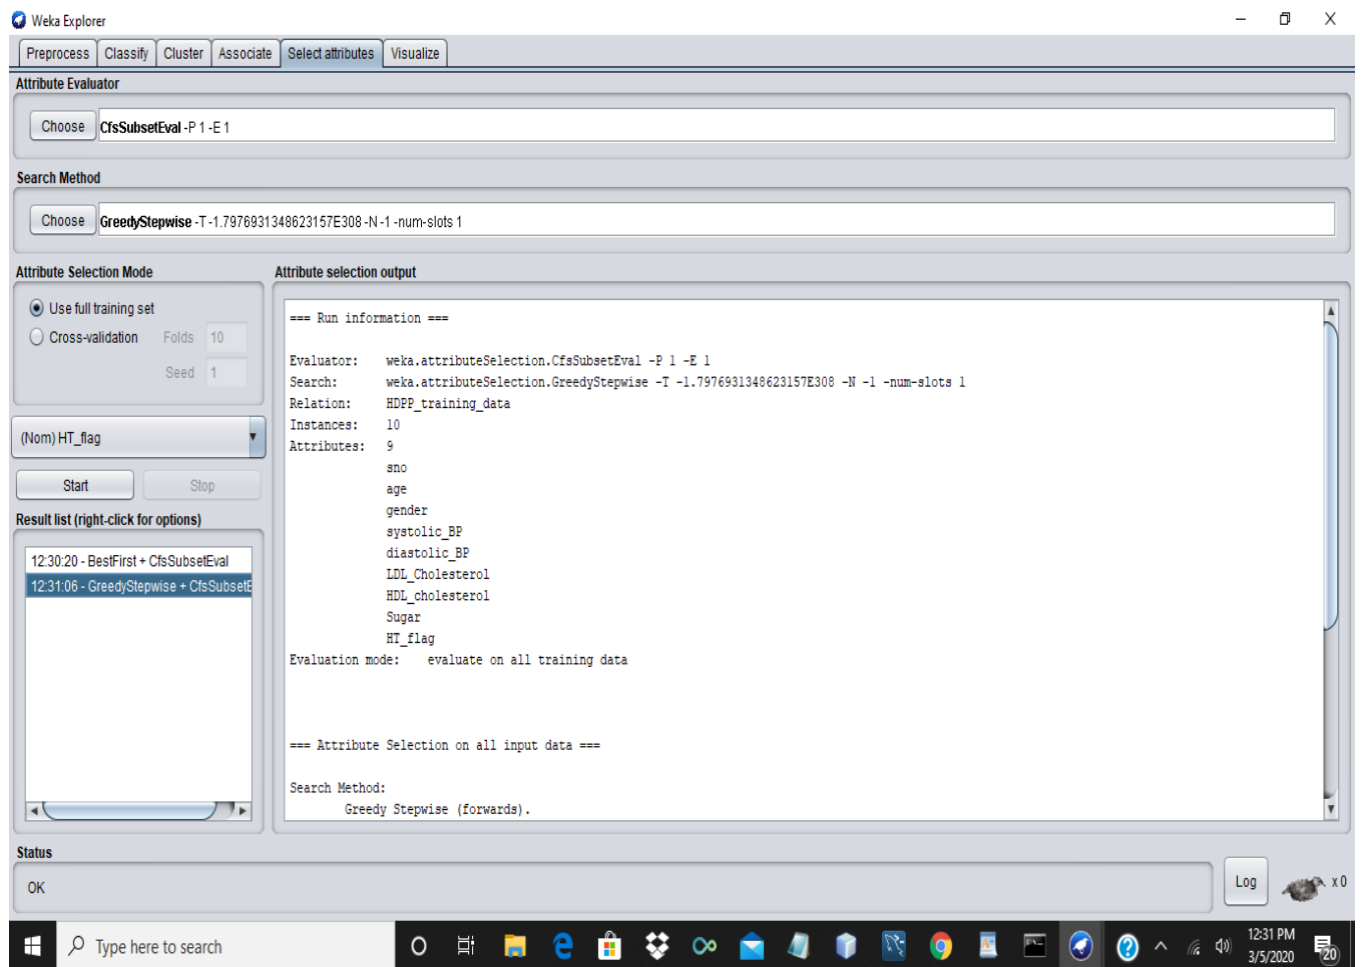 Weka Explorer
Preprocess Classify Cluster Associate Select attributes Visualize
Attribute Evaluator
Choose CfsSubsetEval -P 1 -E 1
Search Method
Choose GreedyStepwise -T -1.7976931348623157E308 -N -1 -num-slots 1
Attribute Selection Mode
Use full training set
Cross-validation Folds 10
Seed 1
(Nom) HT_flag
Start Stop
Result list (right-click for options)
12:30:20 - BestFirst + CfsSubsetEval
12:31:06 - GreedyStepwise + CfsSubsetE
Attribute selection output
=== Run information ===
Evaluator: weka.attributeSelection.CfsSubsetEval -P 1 -E 1
Search: weka.attributeSelection.GreedyStepwise -T -1.7976931348623157E308 -N -1 -num-slots 1
Relation: HDPP_training_data
Instances: 10
Attributes: 9
sno
age
gender
systolic_BP
diastolic_BP
LDL_Cholesterol
HDL_cholesterol
Sugar
HT_flag
Evaluation mode: evaluate on all training data
=== Attribute Selection on all input data ===
Search Method:
Greedy Stepwise (forwards).
Status
OK
Log x 0
Type here to search
12:31 PM
3/5/2020
20